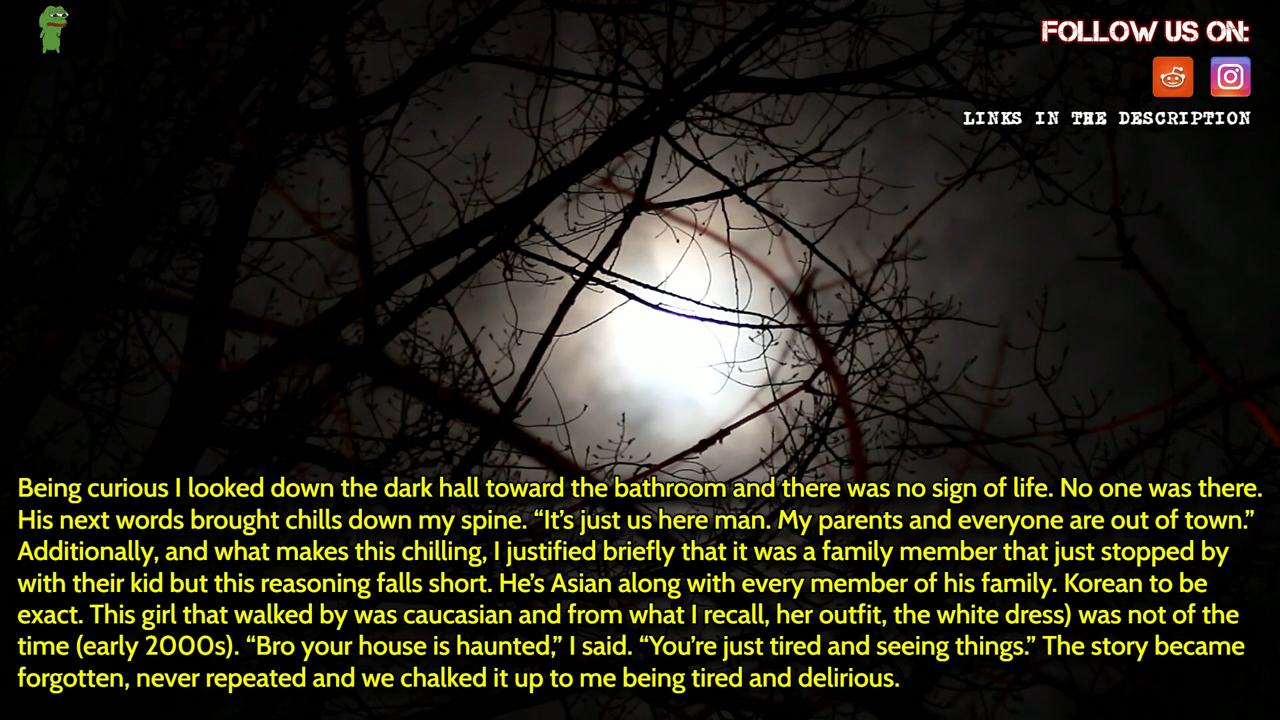 FOLLOW US ON:
LINKS IN THE DESCRIPTION
Being curious I looked down the dark hall toward the bathroom and there was no sign of life. No one was there.
His next words brought chills down my spine. “It’s just us here man. My parents and everyone are out of town.”
Additionally, and what makes this chilling, I justified briefly that it was a family member that just stopped by
with their kid but this reasoning falls short. He’s Asian along with every member of his family. Korean to be
exact. This girl that walked by was caucasian and from what I recall, her outfit, the white dress) was not of the
time (early 2000s). “Bro your house is haunted,” I said. “You’re just tired and seeing things.” The story became
forgotten, never repeated and we chalked it up to me being tired and delirious.